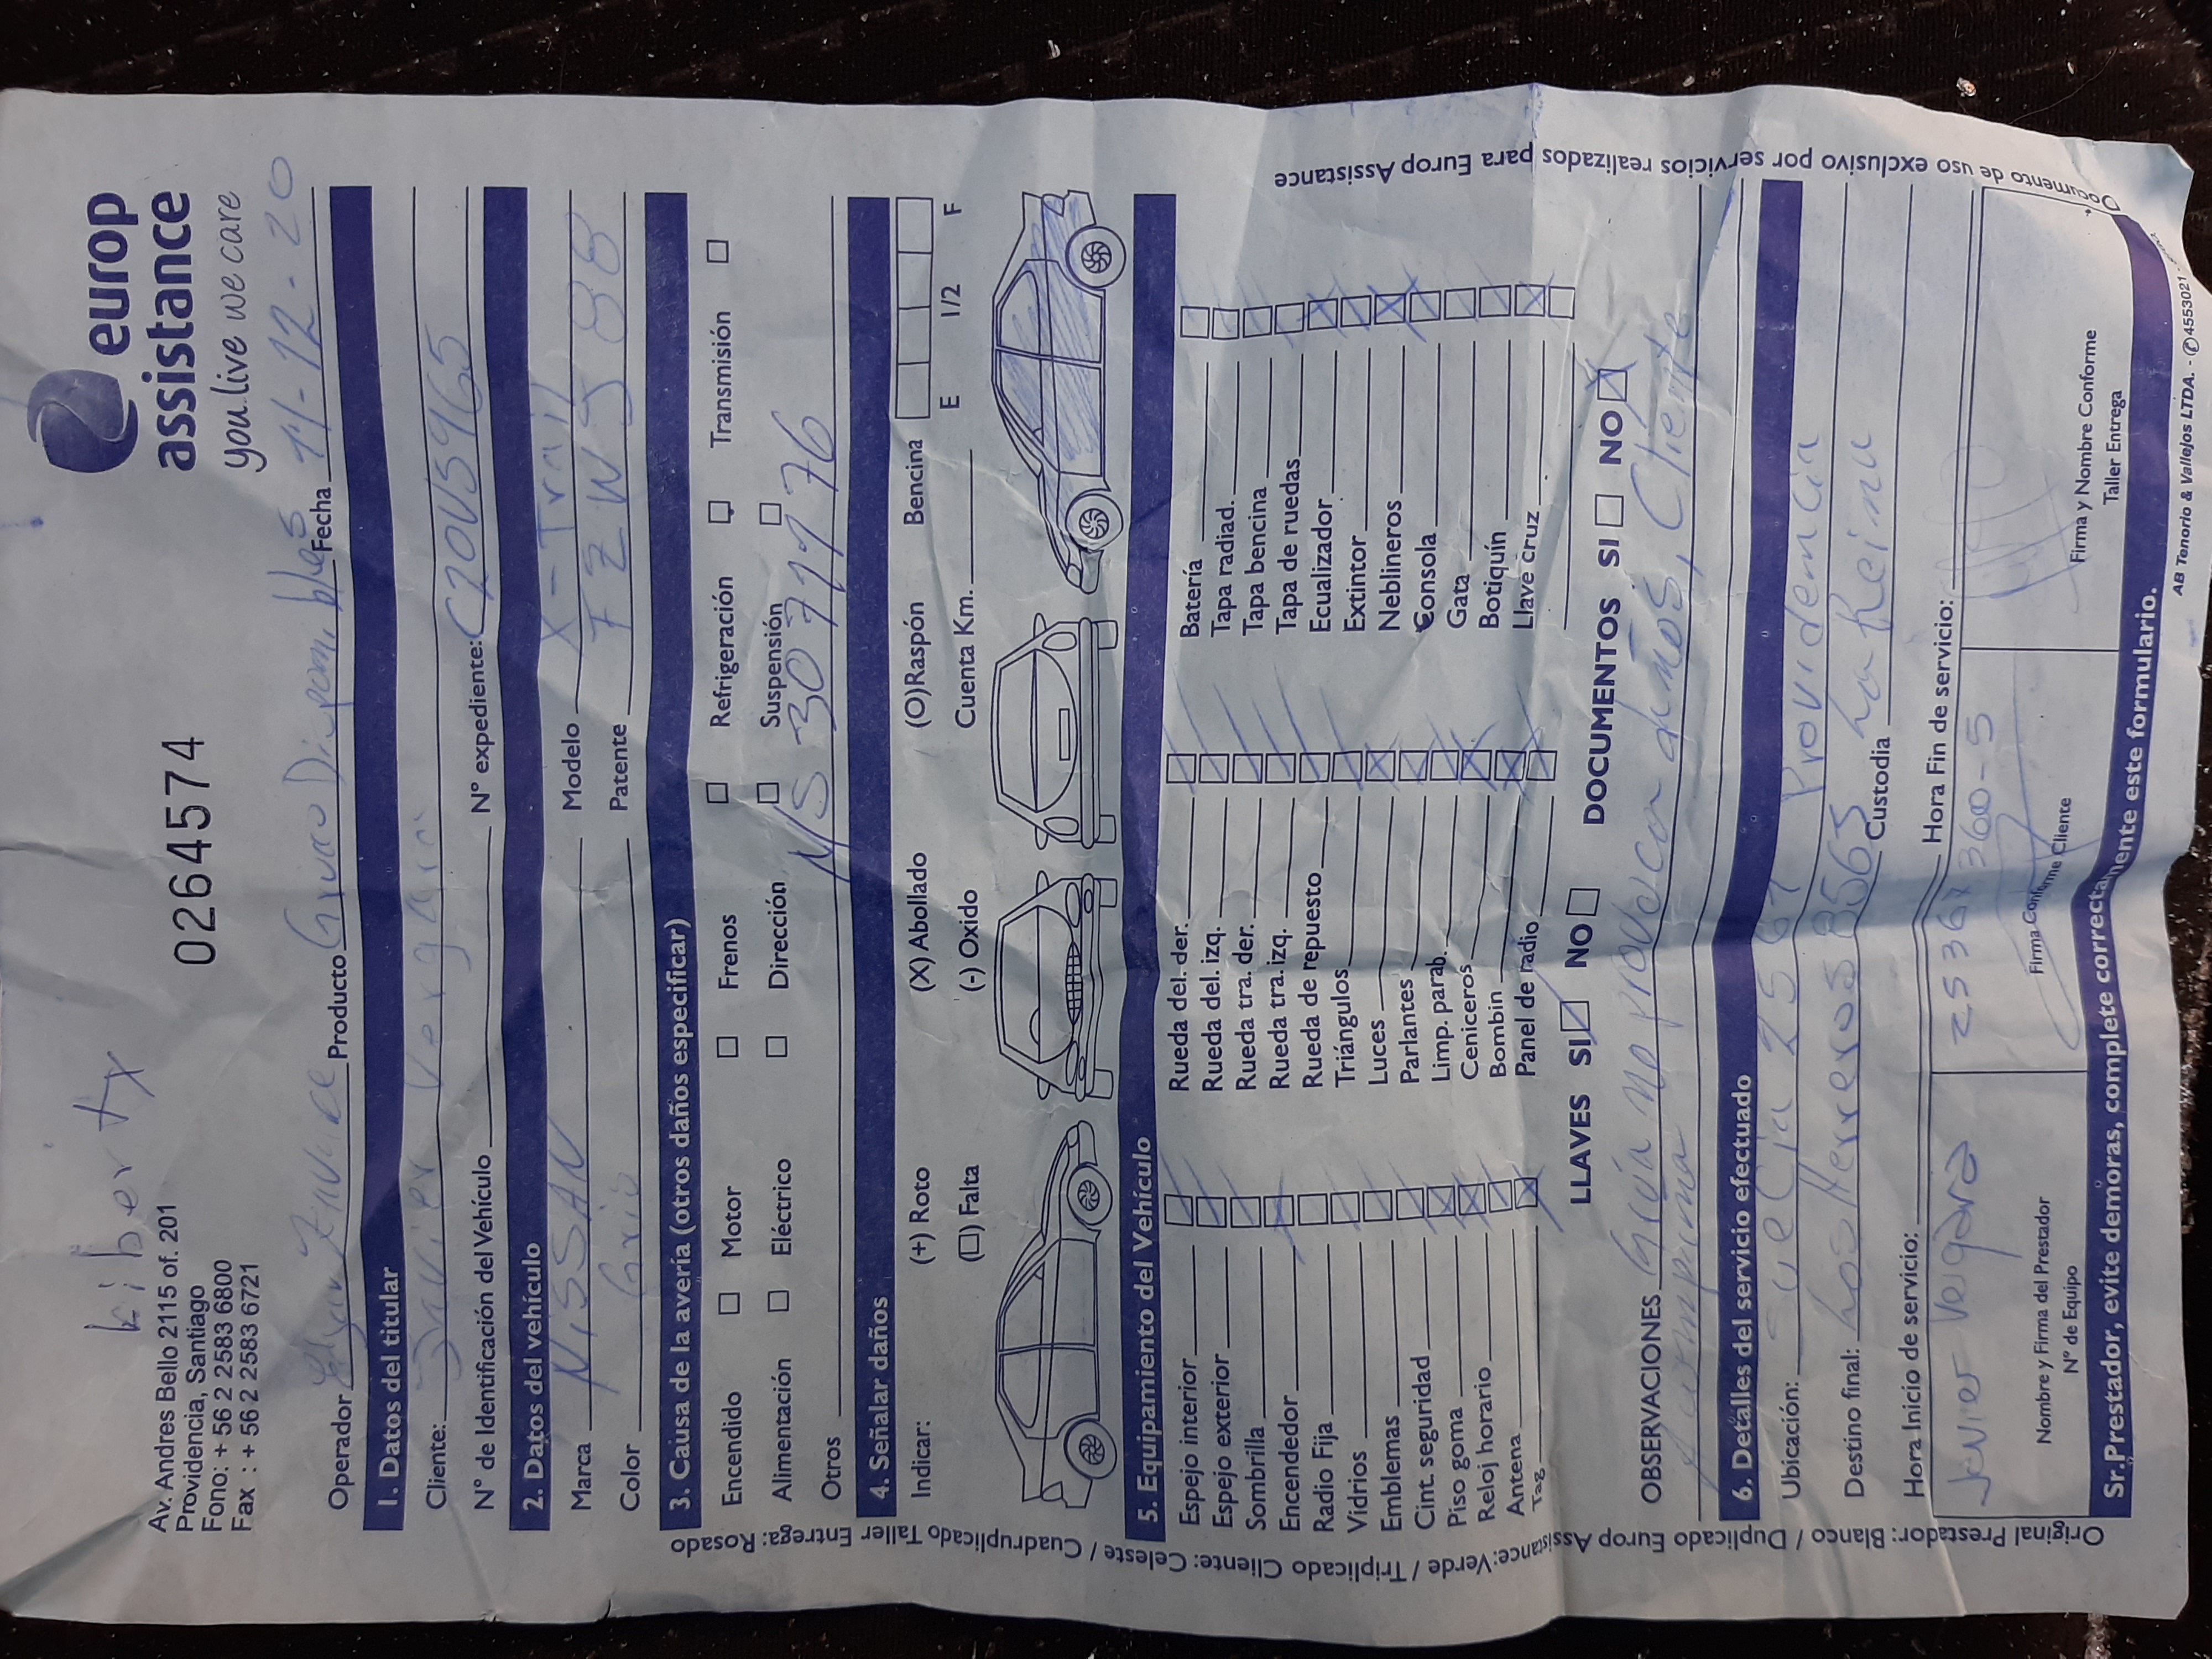 europ
assistance
you live we care
Liberty
Av. Andres Bello 2115 of. 201
Providencia, Santiago
Fono: + 56 2 2583 6800
Fax : + 56 2 2583 6721
0264574
Operador Producto Fecha 11-12-20
1. Datos del titular
Cliente: Javier Vergara
N° de Identificación del Vehículo N° expediente: C20V59965
2. Datos del vehículo
Marca NISSAN Modelo X-Trail
Color Gris Patente FZWS88
3. Causa de la avería (otros daños especificar)
Encendido Motor Frenos Refrigeración Transmisión
Alimentación Eléctrico Dirección Suspensión
Otros
4. Señalar daños
Indicar: (+) Roto (X) Abollado (O) Raspón Bencina
(□) Falta (-) Oxido Cuenta Km. E 1/2 F
5. Equipamiento del Vehículo
Espejo interior Rueda del. der. Batería
Espejo exterior Rueda del. izq. Tapa radiad.
Sombrilla Rueda tra. der. Tapa bencina
Encendedor Rueda tra. izq. Tapa de ruedas
Radio Fija Rueda de repuesto Ecualizador
Vidrios Triángulos Extintor
Emblemas Luces Neblineros
Cint. seguridad Parlantes Consola
Piso goma Limp. parab. Gata
Reloj horario Ceniceros Botiquín
Antena Bombin Llave cruz
Tag Panel de radio
LLAVES SI NO DOCUMENTOS SI NO
OBSERVACIONES Grúa no provoca daños, Cliente
6. Detalles del servicio efectuado
Ubicación: Suecia Providencia
Destino final: Los Herreros 8565 La Reina
Custodia
Hora Inicio de servicio: Hora Fin de servicio:
Javier Vergara
Nombre y Firma del Prestador
N° de Equipo
Firma Conforme Cliente
Firma y Nombre Conforme
Taller Entrega
Sr. Prestador, evite demoras, complete correctamente este formulario.
AB Tenorio & Vallejos LTDA. - 4553021
Original Prestador: Blanco / Duplicado Europ Assistance: Verde / Triplicado Cliente: Celeste / Cuadruplicado Taller Entrega: Rosado
Documento de uso exclusivo por servicios realizados para Europ Assistance